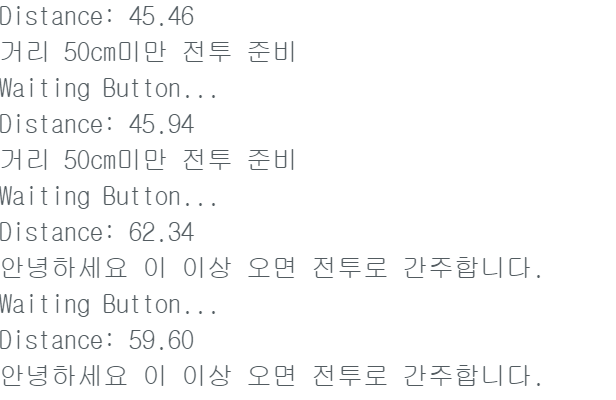 Distance: 45.46
거리 50cm미만 전투 준비
Waiting Button...
Distance: 45.94
거리 50cm미만 전투 준비
Waiting Button...
Distance: 62.34
안녕하세요 이 이상 오면 전투로 간주합니다.
Waiting Button...
Distance: 59.60
안녕하세요 이 이상 오면 전투로 간주합니다.